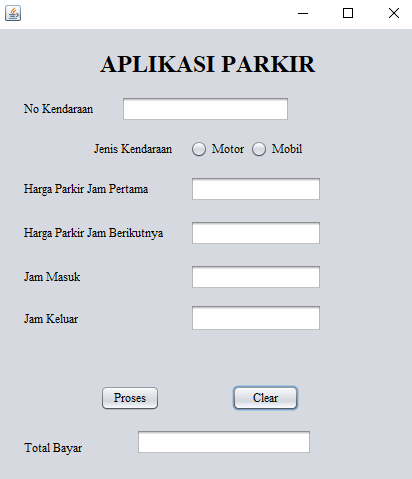 APLIKASI PARKIR
No Kendaraan
Jenis Kendaraan Motor Mobil
Harga Parkir Jam Pertama
Harga Parkir Jam Berikutnya
Jam Masuk
Jam Keluar
Proses Clear
Total Bayar